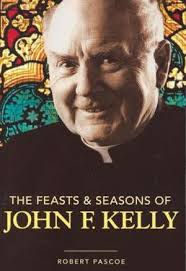 THE FEASTS & SEASONS OF
JOHN F. KELLY
ROBERT PASCOE